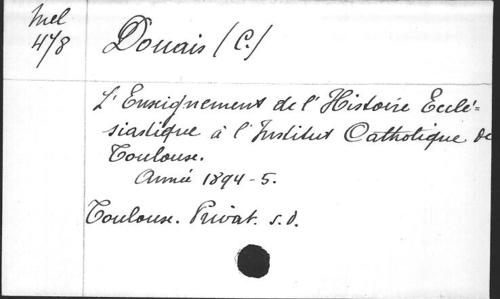 Mel
478
Douais (C.)
L'Enseignement de l'Histoire Ecclé-
siastique à l'Institut Catholique de
Toulouse.
Année 1894-5.
Toulouse. Privat. s.d.